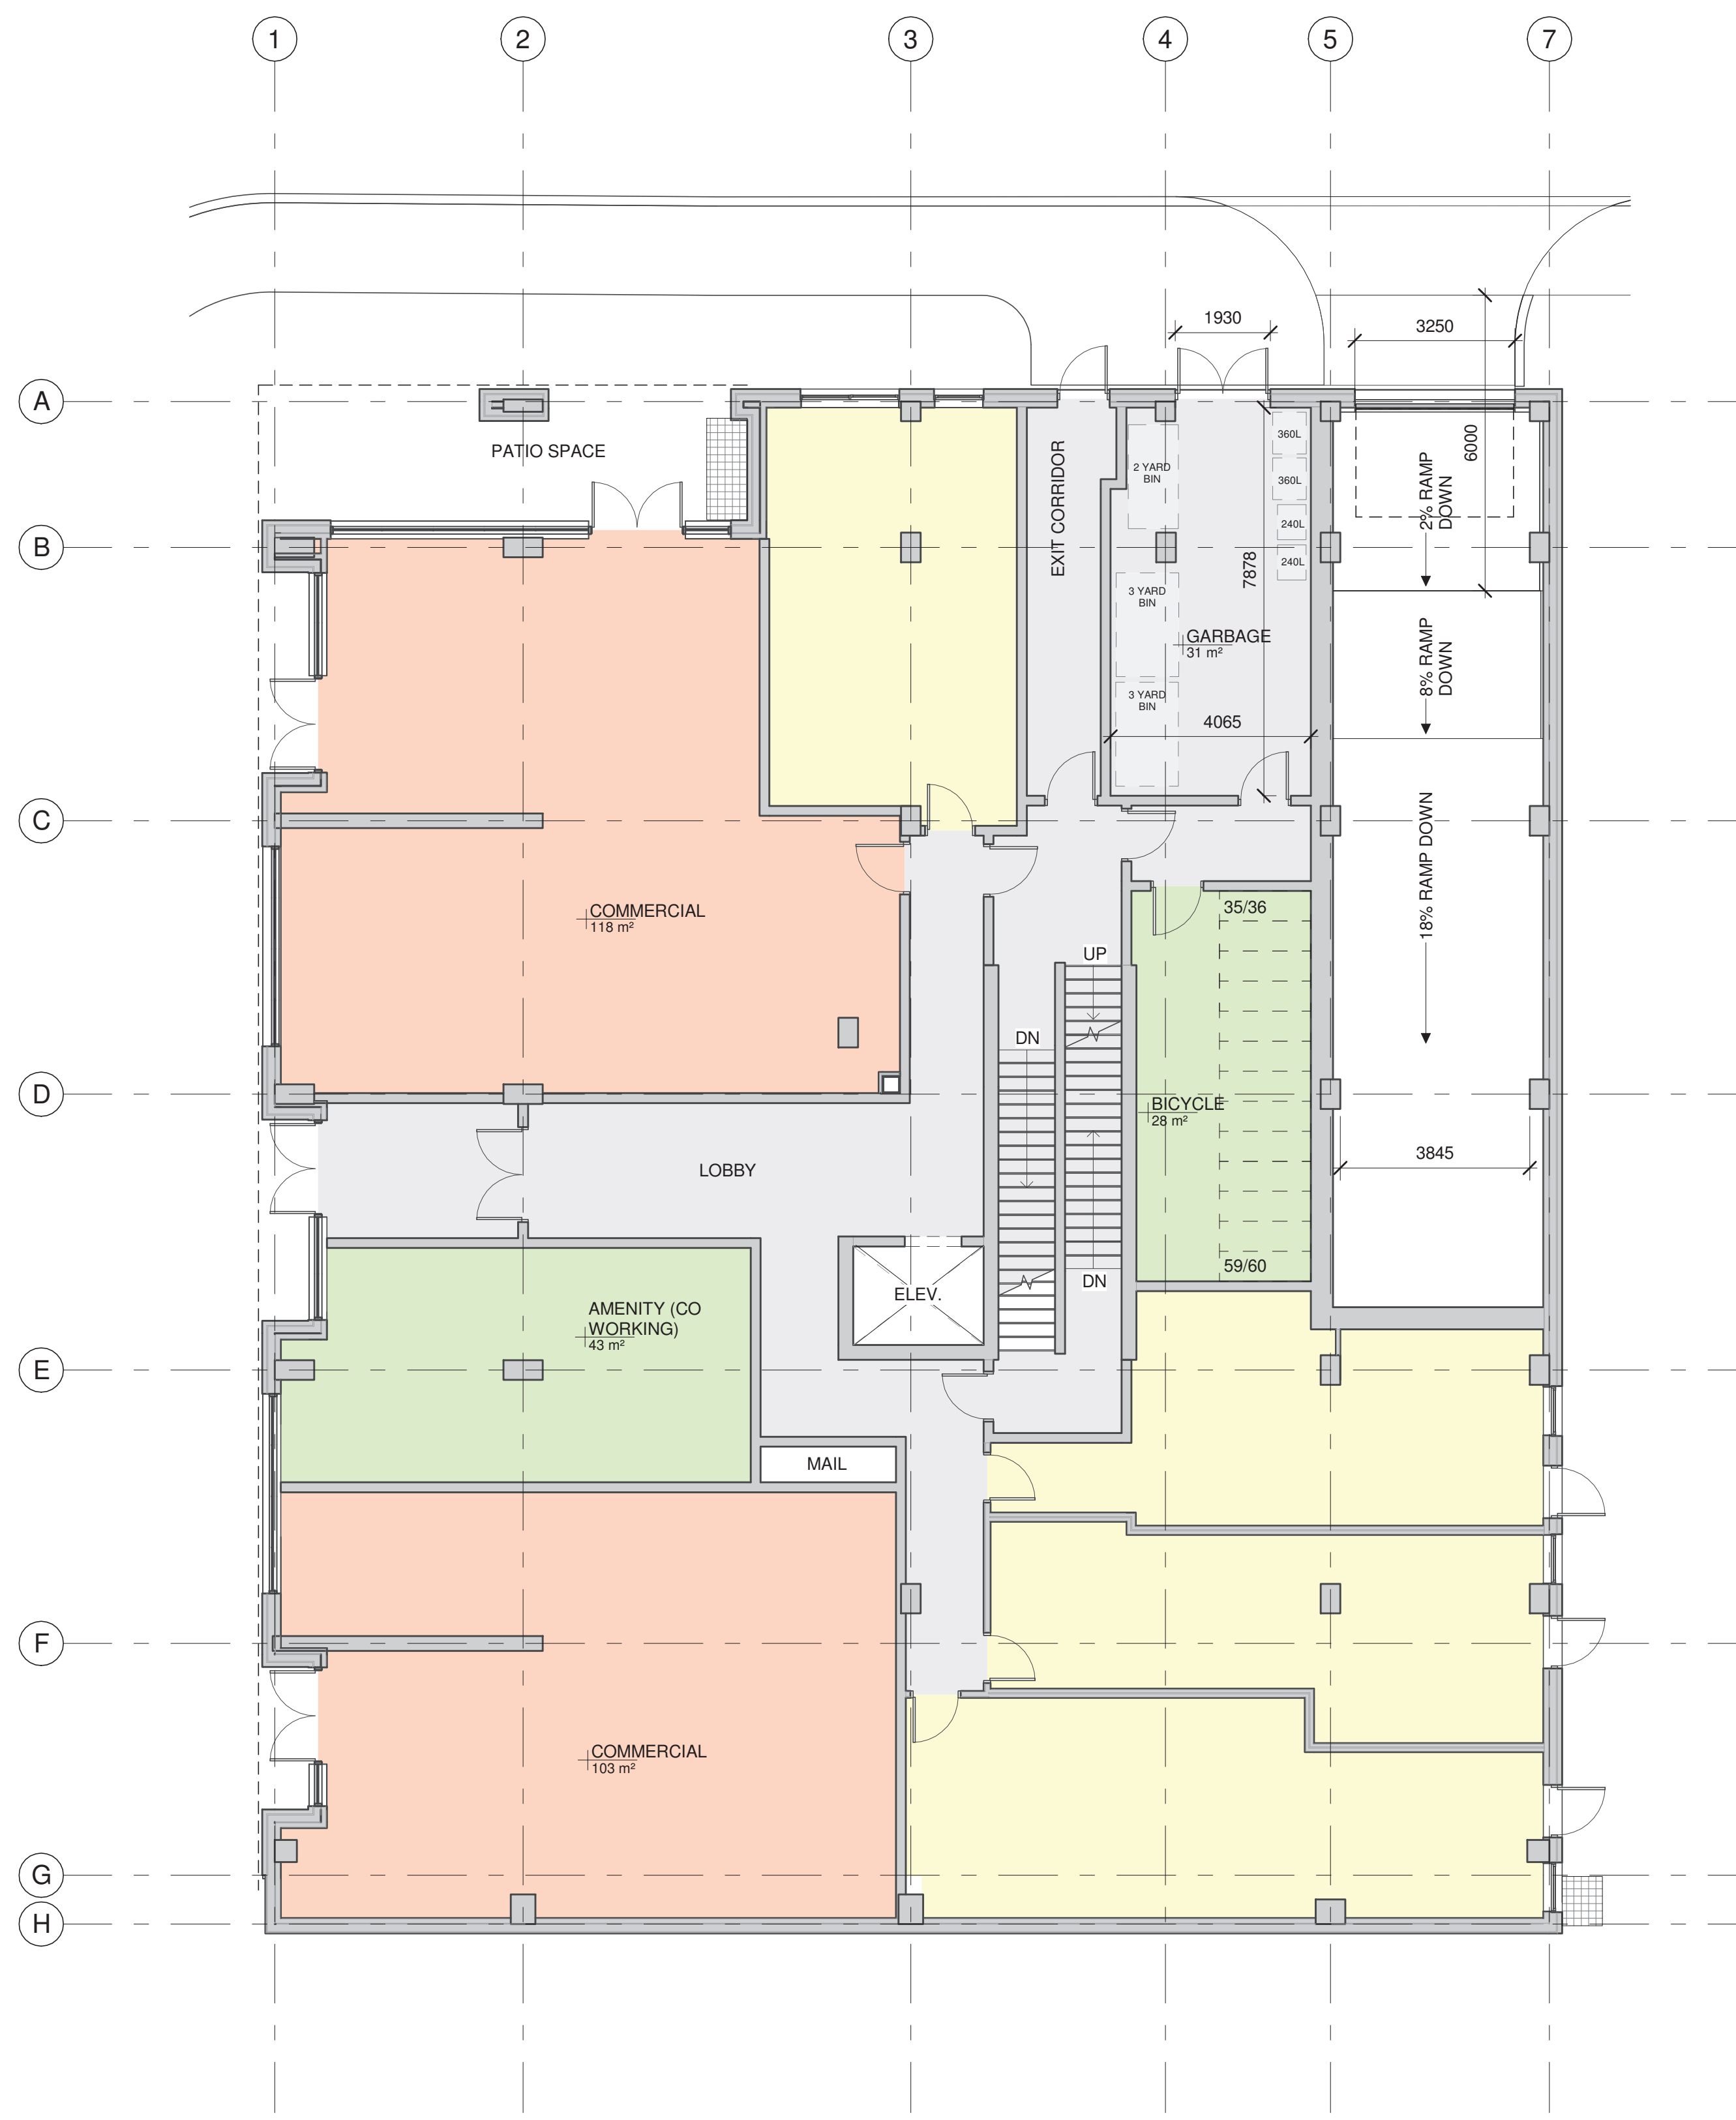 1 2 3 4 5 7
1930
3250
A
PATIO SPACE
EXIT CORRIDOR
2 YARD
BIN
360L
360L
240L
240L
6000
2% RAMP
DOWN
B
7878
3 YARD
BIN
GARBAGE
31 m²
8% RAMP
DOWN
3 YARD
BIN
4065
C
18% RAMP DOWN
COMMERCIAL
118 m²
35/36
UP
DN
D
BICYCLE
28 m²
LOBBY
3845
ELEV.
DN
59/60
AMENITY (CO
WORKING)
43 m²
E
MAIL
F
COMMERCIAL
103 m²
G
H